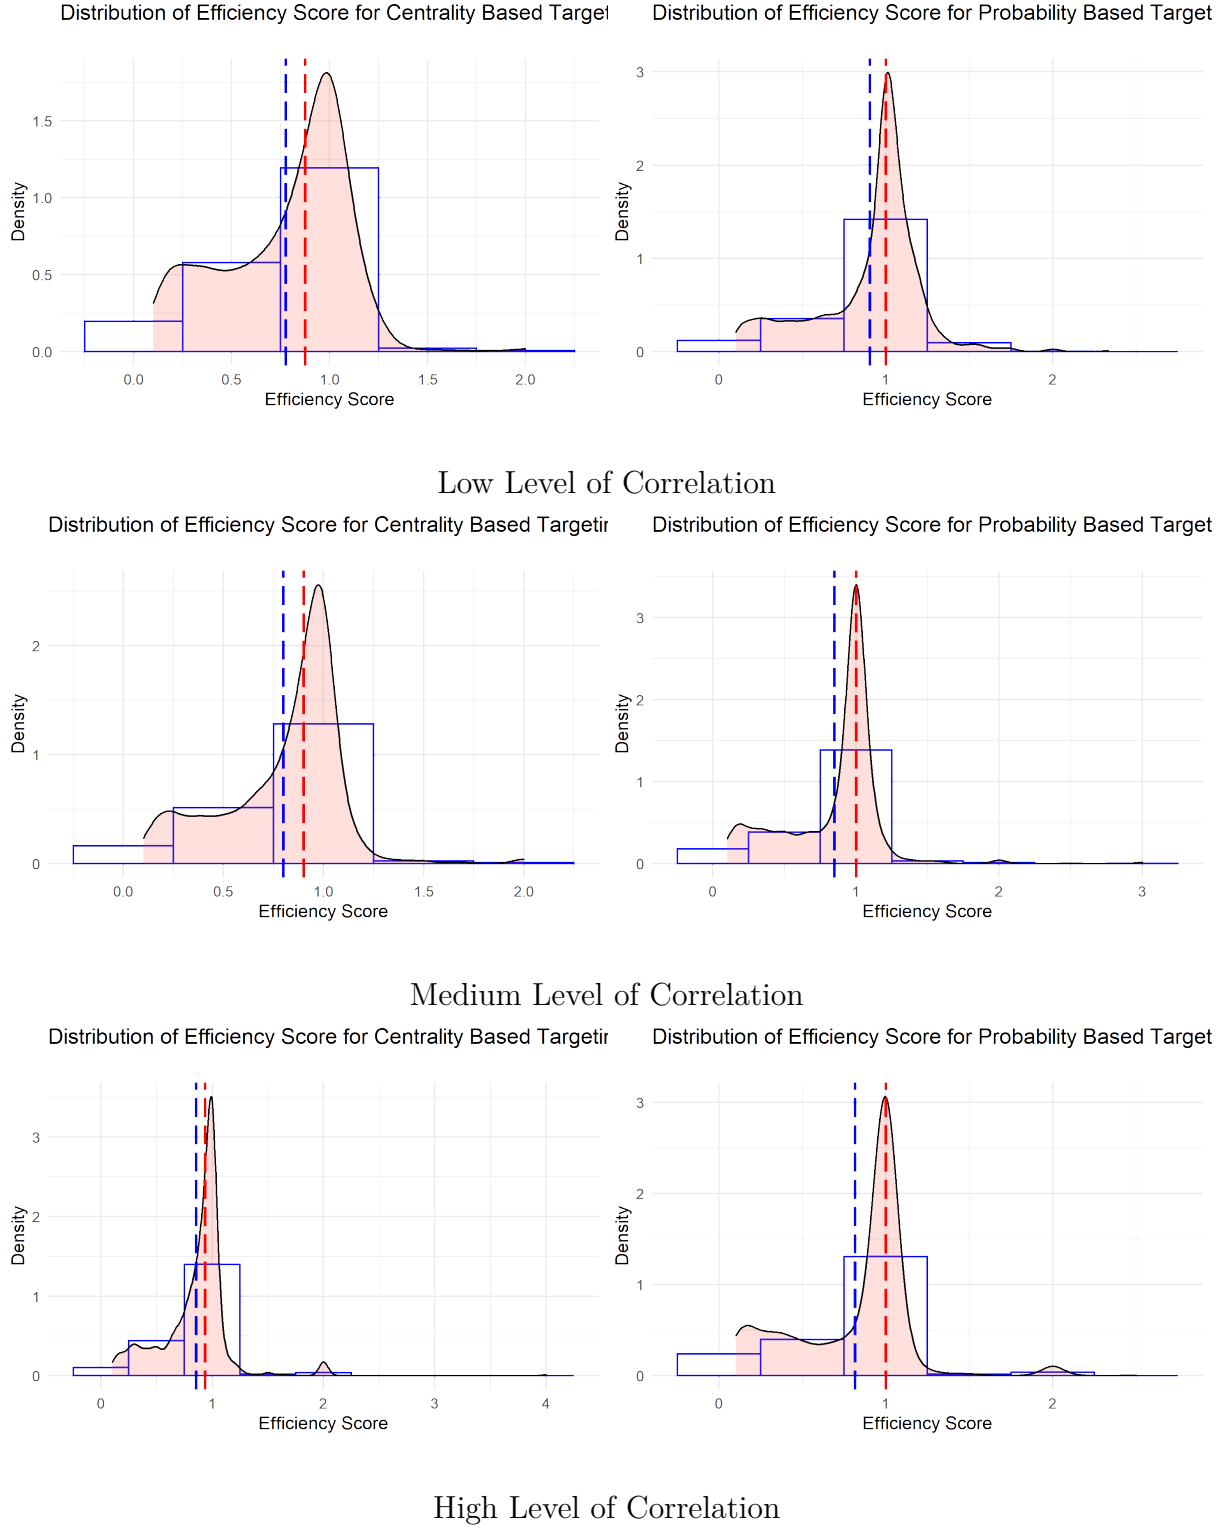 Distribution of Efficiency Score for Centrality Based Target
Distribution of Efficiency Score for Probability Based Target
Density
1.5
1.0
0.5
0.0
0.0 0.5 1.0 1.5 2.0
Efficiency Score
Density
3
2
1
0
0 1 2
Efficiency Score
Low Level of Correlation
Distribution of Efficiency Score for Centrality Based Targetin
Distribution of Efficiency Score for Probability Based Target
Density
2
1
0
0.0 0.5 1.0 1.5 2.0
Efficiency Score
Density
3
2
1
0
0 1 2 3
Efficiency Score
Medium Level of Correlation
Distribution of Efficiency Score for Centrality Based Targetin
Distribution of Efficiency Score for Probability Based Target
Density
3
2
1
0
0 1 2 3 4
Efficiency Score
Density
3
2
1
0
0 1 2
Efficiency Score
High Level of Correlation